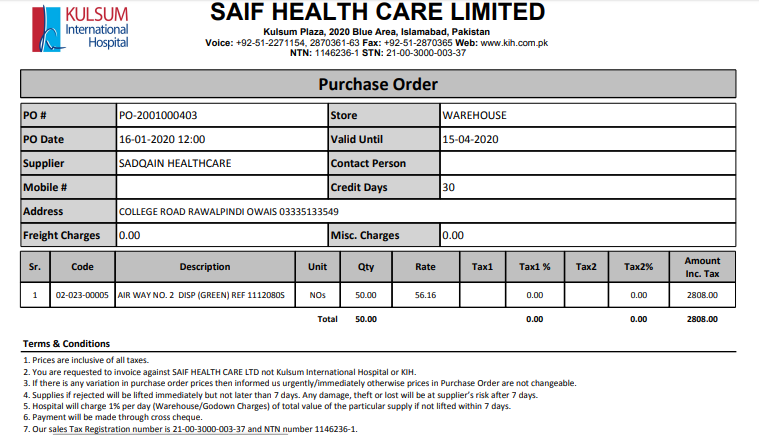 KULSUM
International
Hospital
SAIF HEALTH CARE LIMITED
Kulsum Plaza, 2020 Blue Area, Islamabad, Pakistan
Voice: +92-51-2271154, 2870361-63 Fax: +92-51-2870365 Web: www.kih.com.pk
NTN: 1146236-1 STN: 21-00-3000-003-37
Purchase Order
PO # PO-2001000403 Store WAREHOUSE
PO Date 16-01-2020 12:00 Valid Until 15-04-2020
Supplier SADQAIN HEALTHCARE Contact Person
Mobile # Credit Days 30
Address COLLEGE ROAD RAWALPINDI OWAIS 03335133549
Freight Charges 0.00 Misc. Charges 0.00
Sr. Code Description Unit Qty Rate Tax1 Tax1 % Tax2 Tax2% Amount Inc. Tax
1 02-023-00005 AIR WAY NO. 2 DISP (GREEN) REF 1112080S NOs 50.00 56.16 0.00 0.00 2808.00
Total 50.00 0.00 0.00 2808.00
Terms & Conditions
1. Prices are inclusive of all taxes.
2. You are requested to invoice against SAIF HEALTH CARE LTD not Kulsum International Hospital or KIH.
3. If there is any variation in purchase order prices then informed us urgently/immediately otherwise prices in Purchase Order are not changeable.
4. Supplies if rejected will be lifted immediately but not later than 7 days. Any damage, theft or lost will be at supplier's risk after 7 days.
5. Hospital will charge 1% per day (Warehouse/Godown Charges) of total value of the particular supply if not lifted within 7 days.
6. Payment will be made through cross cheque.
7. Our sales Tax Registration number is 21-00-3000-003-37 and NTN number 1146236-1.